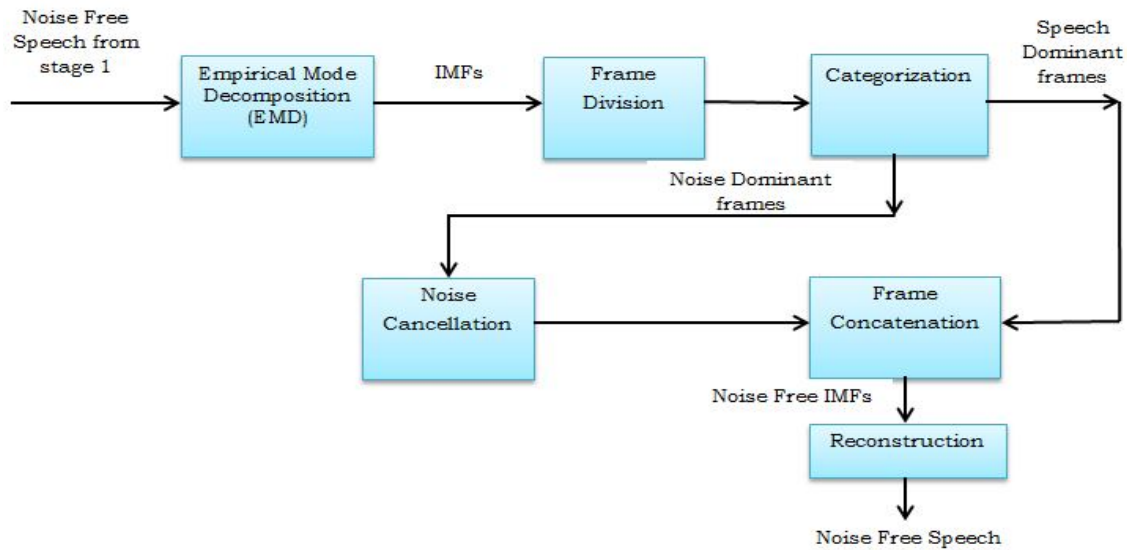 Noise Free
Speech from
stage 1
Empirical Mode
Decomposition
(EMD)
IMFs
Frame
Division
Categorization
Speech
Dominant
frames
Noise Dominant
frames
Noise
Cancellation
Frame
Concatenation
Noise Free IMFs
Reconstruction
Noise Free Speech